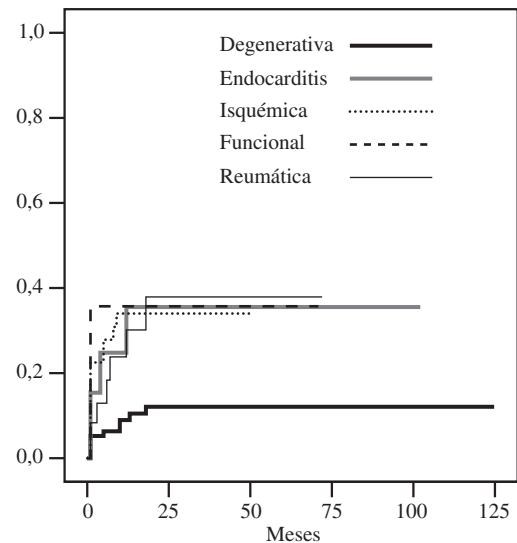 1,0
0,8
0,6
0,4
0,2
0,0
Degenerativa
Endocarditis
Isquémica
Funcional
Reumática
0 25 50 75 100 125
Meses